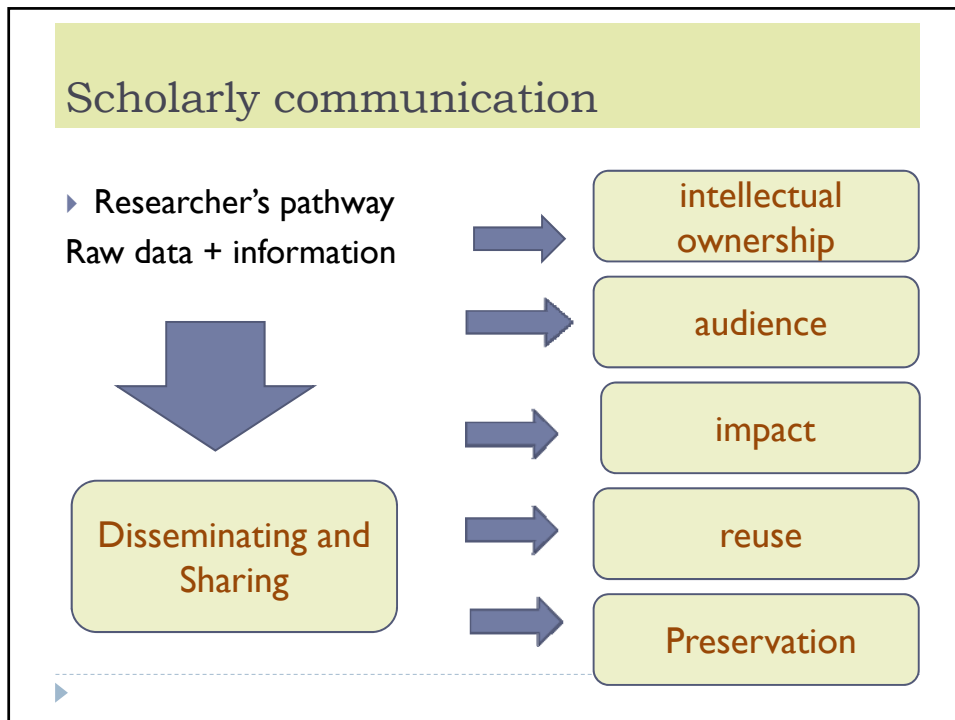 Scholarly communication
Researcher’s pathway
Raw data + information
Disseminating and
Sharing
intellectual
ownership
audience
impact
reuse
Preservation